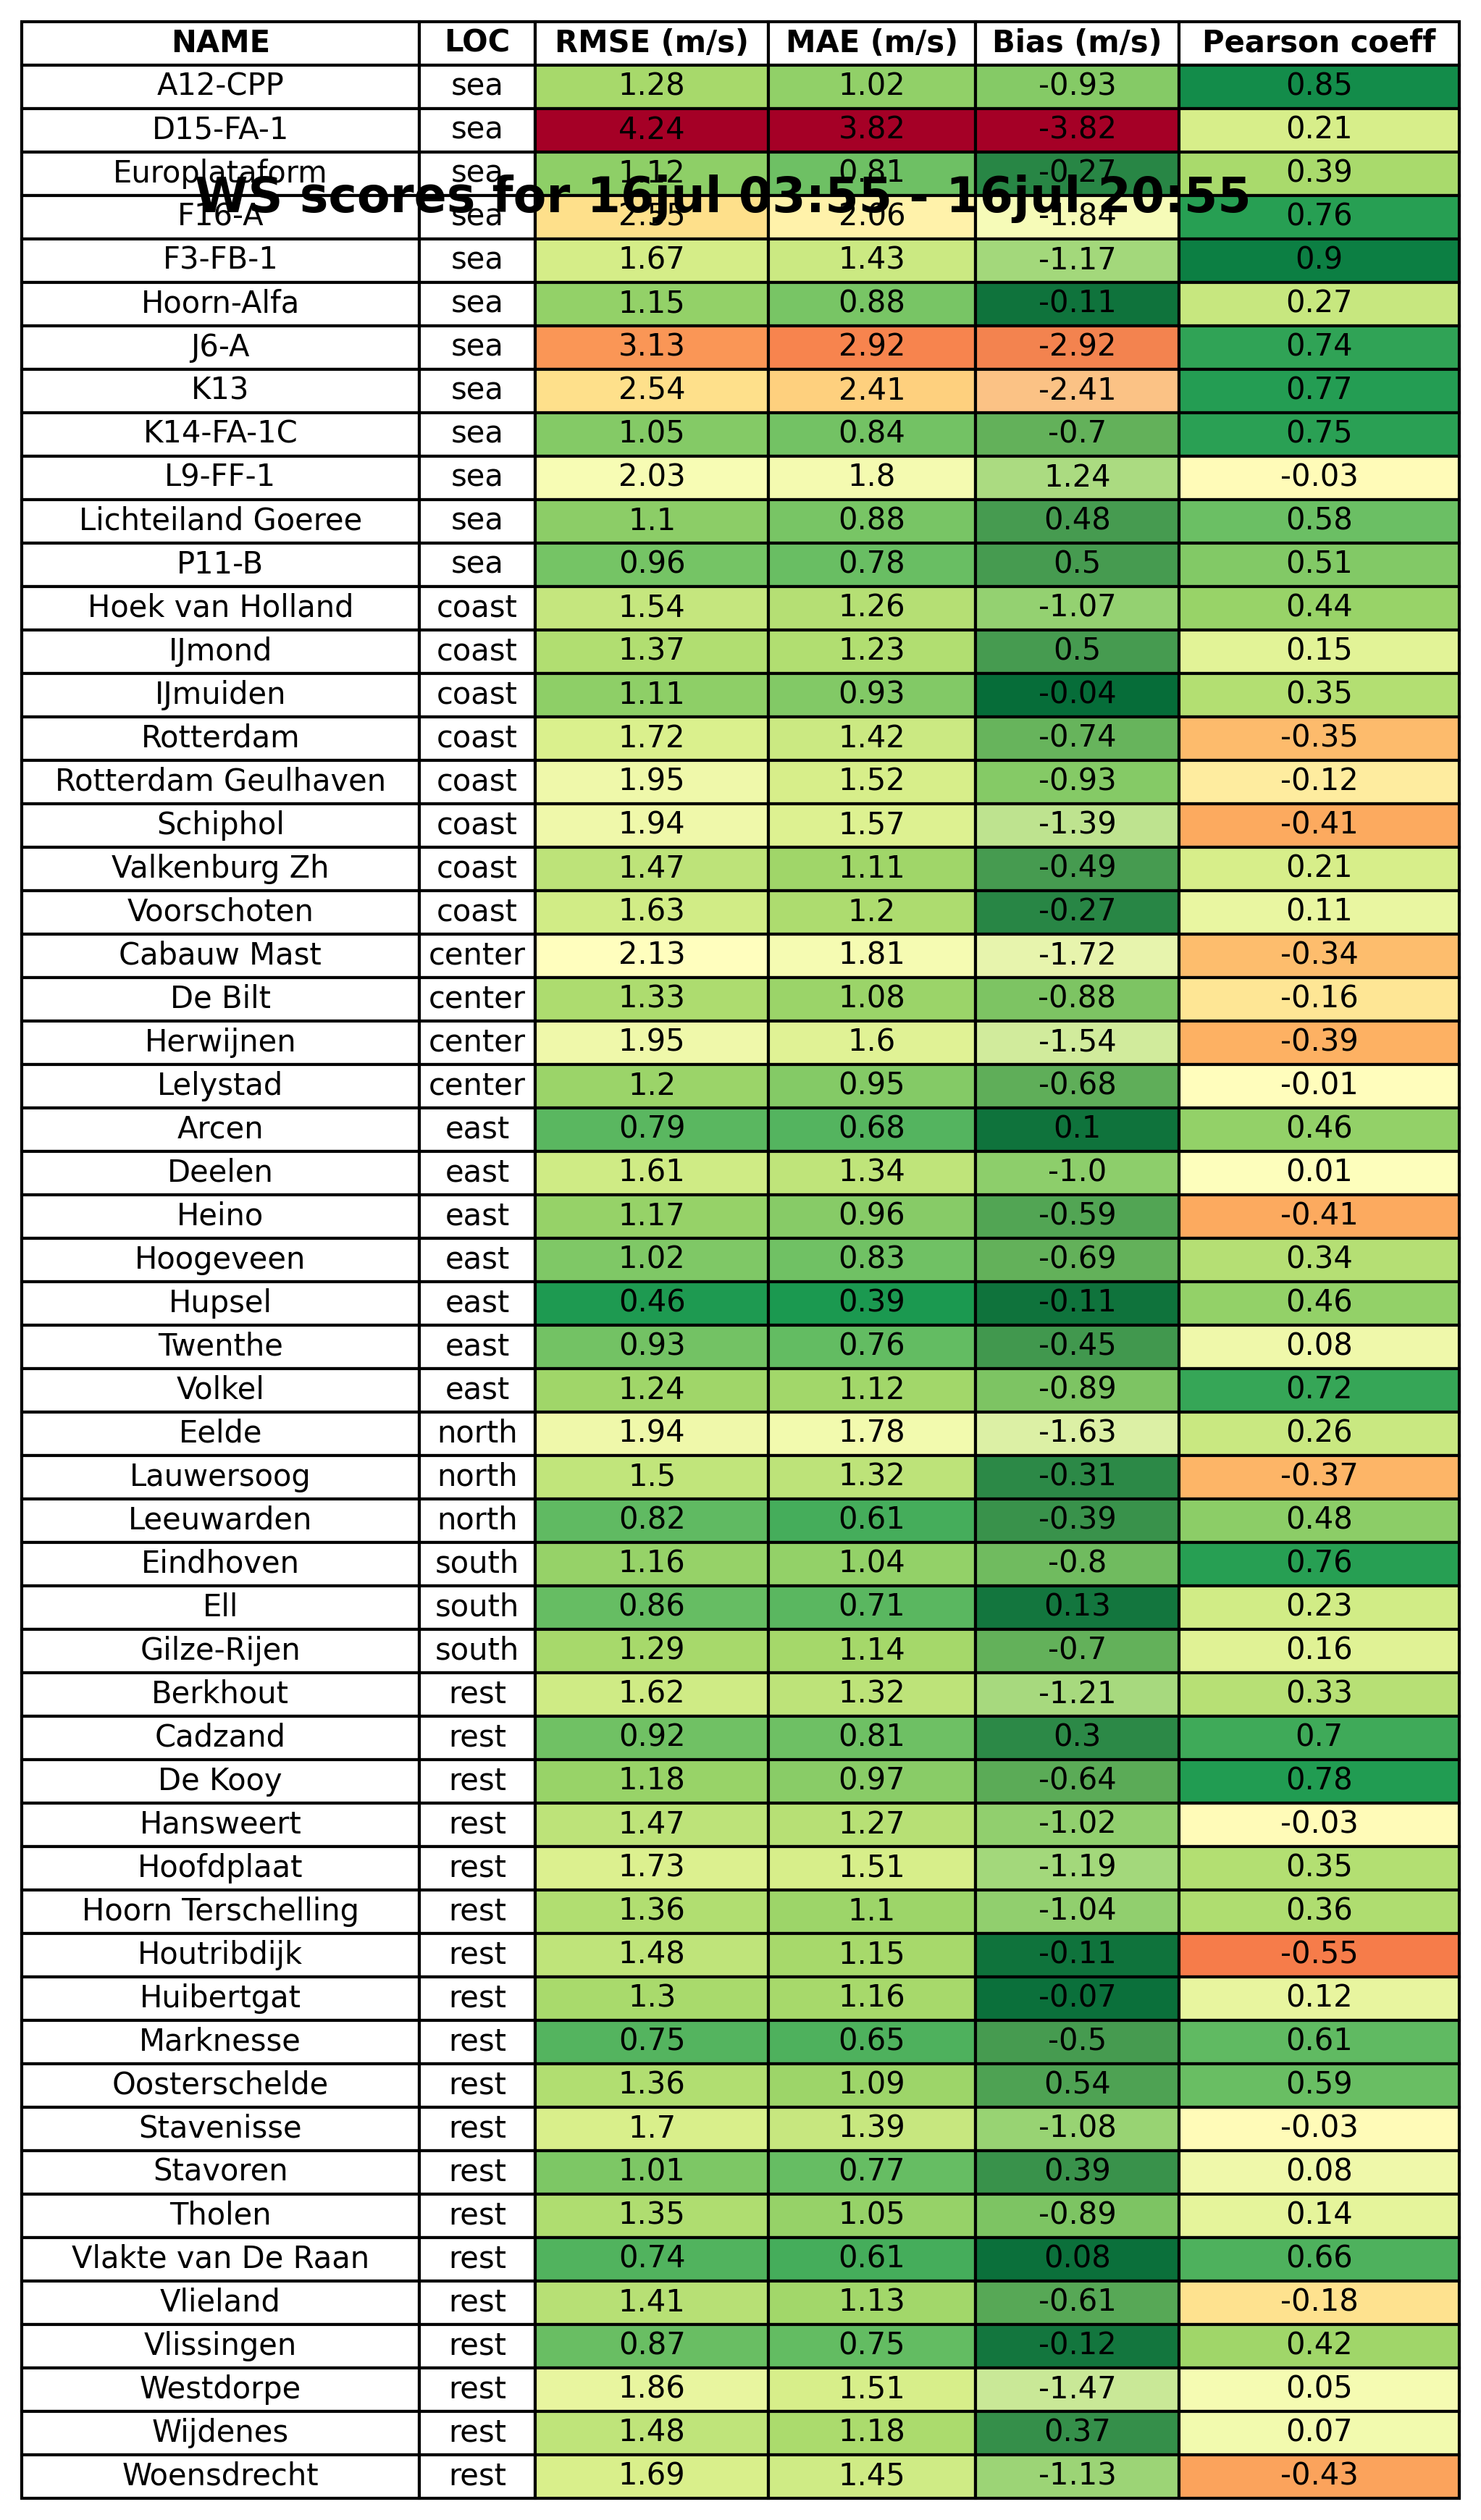 NAME LOC RMSE (m/s) MAE (m/s) Bias (m/s) Pearson coeff
A12-CPP sea 1.28 1.02 -0.93 0.85
D15-FA-1 sea 4.24 3.82 -3.82 0.21
Europlataform sea 1.12 0.81 -0.27 0.39
WS scores for 16jul 03:55 - 16jul 20:55
F16-A sea 2.55 2.06 -1.84 0.76
F3-FB-1 sea 1.67 1.43 -1.17 0.9
Hoorn-Alfa sea 1.15 0.88 -0.11 0.27
J6-A sea 3.13 2.92 -2.92 0.74
K13 sea 2.54 2.41 -2.41 0.77
K14-FA-1C sea 1.05 0.84 -0.7 0.75
L9-FF-1 sea 2.03 1.8 1.24 -0.03
Lichteiland Goeree sea 1.1 0.88 0.48 0.58
P11-B sea 0.96 0.78 0.5 0.51
Hoek van Holland coast 1.54 1.26 -1.07 0.44
IJmond coast 1.37 1.23 0.5 0.15
IJmuiden coast 1.11 0.93 -0.04 0.35
Rotterdam coast 1.72 1.42 -0.74 -0.35
Rotterdam Geulhaven coast 1.95 1.52 -0.93 -0.12
Schiphol coast 1.94 1.57 -1.39 -0.41
Valkenburg Zh coast 1.47 1.11 -0.49 0.21
Voorschoten coast 1.63 1.2 -0.27 0.11
Cabauw Mast center 2.13 1.81 -1.72 -0.34
De Bilt center 1.33 1.08 -0.88 -0.16
Herwijnen center 1.95 1.6 -1.54 -0.39
Lelystad center 1.2 0.95 -0.68 -0.01
Arcen east 0.79 0.68 0.1 0.46
Deelen east 1.61 1.34 -1.0 0.01
Heino east 1.17 0.96 -0.59 -0.41
Hoogeveen east 1.02 0.83 -0.69 0.34
Hupsel east 0.46 0.39 -0.11 0.46
Twenthe east 0.93 0.76 -0.45 0.08
Volkel east 1.24 1.12 -0.89 0.72
Eelde north 1.94 1.78 -1.63 0.26
Lauwersoog north 1.5 1.32 -0.31 -0.37
Leeuwarden north 0.82 0.61 -0.39 0.48
Eindhoven south 1.16 1.04 -0.8 0.76
Ell south 0.86 0.71 0.13 0.23
Gilze-Rijen south 1.29 1.14 -0.7 0.16
Berkhout rest 1.62 1.32 -1.21 0.33
Cadzand rest 0.92 0.81 0.3 0.7
De Kooy rest 1.18 0.97 -0.64 0.78
Hansweert rest 1.47 1.27 -1.02 -0.03
Hoofdplaat rest 1.73 1.51 -1.19 0.35
Hoorn Terschelling rest 1.36 1.1 -1.04 0.36
Houtribdijk rest 1.48 1.15 -0.11 -0.55
Huibertgat rest 1.3 1.16 -0.07 0.12
Marknesse rest 0.75 0.65 -0.5 0.61
Oosterschelde rest 1.36 1.09 0.54 0.59
Stavenisse rest 1.7 1.39 -1.08 -0.03
Stavoren rest 1.01 0.77 0.39 0.08
Tholen rest 1.35 1.05 -0.89 0.14
Vlakte van De Raan rest 0.74 0.61 0.08 0.66
Vlieland rest 1.41 1.13 -0.61 -0.18
Vlissingen rest 0.87 0.75 -0.12 0.42
Westdorpe rest 1.86 1.51 -1.47 0.05
Wijdenes rest 1.48 1.18 0.37 0.07
Woensdrecht rest 1.69 1.45 -1.13 -0.43